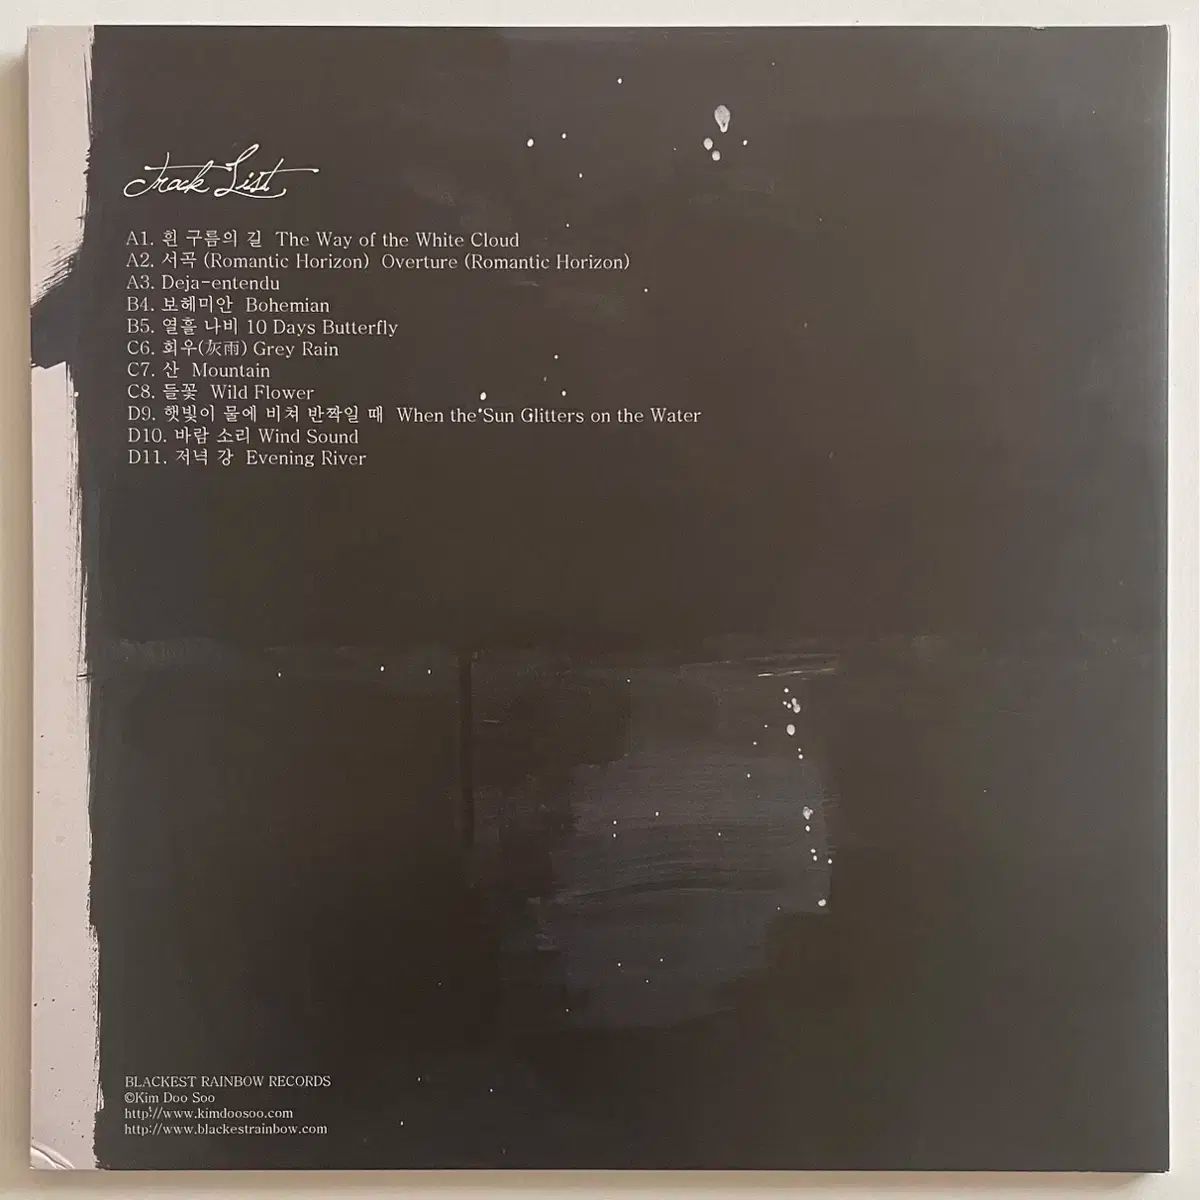 Track List
A1. 흰 구름의 길  The Way of the White Cloud
A2. 서곡 (Romantic Horizon)  Overture (Romantic Horizon)
A3. Deja-entendu
B4. 보헤미안  Bohemian
B5. 열흘 나비 10 Days Butterfly
C6. 회우(灰雨) Grey Rain
C7. 산  Mountain
C8. 들꽃  Wild Flower
D9. 햇빛이 물에 비쳐 반짝일 때  When the Sun Glitters on the Water
D10. 바람 소리 Wind Sound
D11. 저녁 강  Evening River
BLACKEST RAINBOW RECORDS
©Kim Doo Soo
http://www.kimdoosoo.com
http://www.blackestrainbow.com